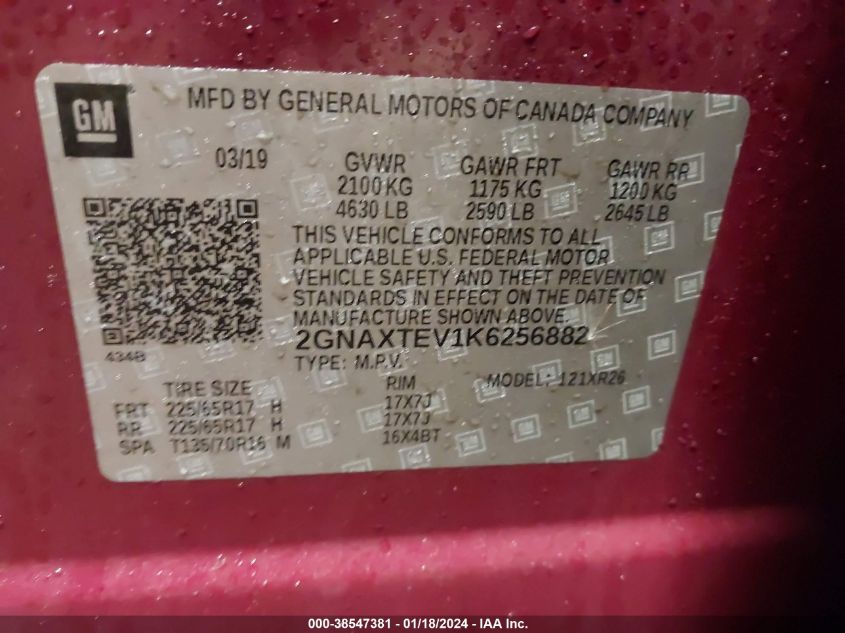 GM
MFD BY GENERAL MOTORS OF CANADA COMPANY
03/19 GVWR GAWR FRT GAWR RR
2100 KG 1175 KG 1200 KG
4630 LB 2590 LB 2645 LB
THIS VEHICLE CONFORMS TO ALL
APPLICABLE U.S. FEDERAL MOTOR
VEHICLE SAFETY AND THEFT PREVENTION
STANDARDS IN EFFECT ON THE DATE OF
MANUFACTURE SHOWN ABOVE.
434B 2GNAXTEV1K6256882
TYPE: M.P.V. MODEL: 121XR26
TIRE SIZE RIM
FRT 225/65R17 H 17X7J
RR 225/65R17 H 17X7J
SPA T135/70R16 M 16X4BT
000-38547381 - 01/18/2024 - IAA Inc.